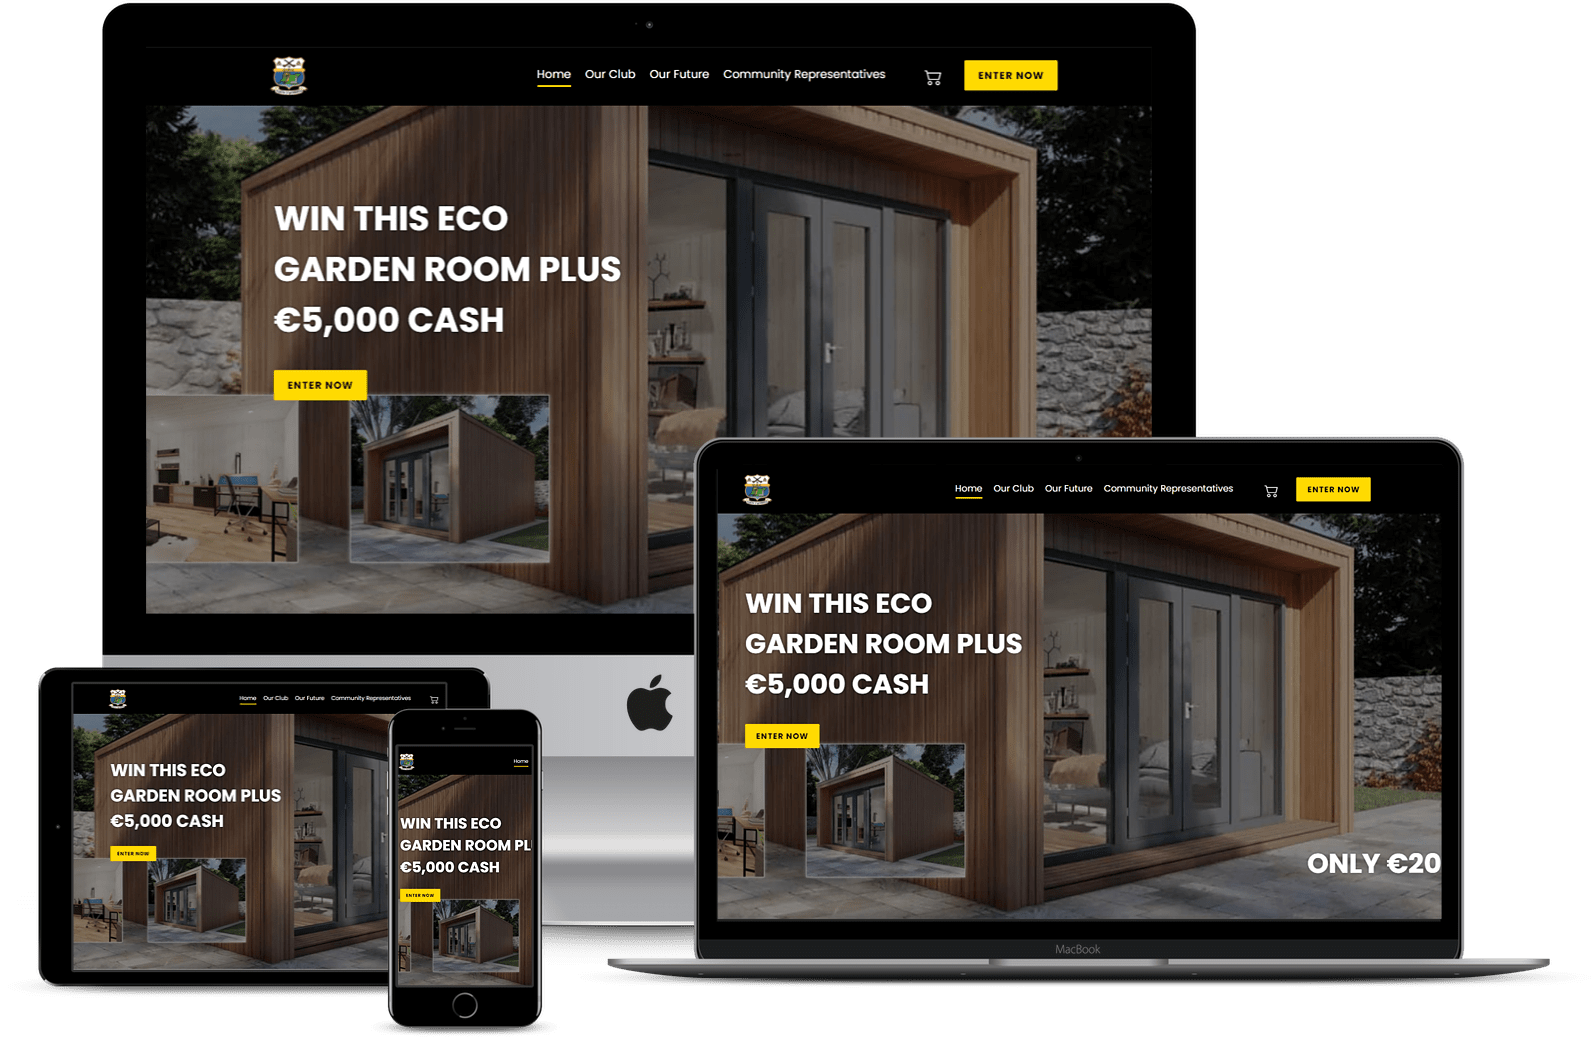 Home Our Club Our Future Community Representatives ENTER NOW
WIN THIS ECO
GARDEN ROOM PLUS
€5,000 CASH
ENTER NOW
Home Our Club Our Future Community Representatives ENTER NOW
WIN THIS ECO
GARDEN ROOM PLUS
€5,000 CASH
ENTER NOW
ONLY €20
MacBook
Home Our Club Our Future Community Representatives
WIN THIS ECO
GARDEN ROOM PLUS
€5,000 CASH
ENTER NOW
Home
WIN THIS ECO
GARDEN ROOM PL
€5,000 CASH
ENTER NOW